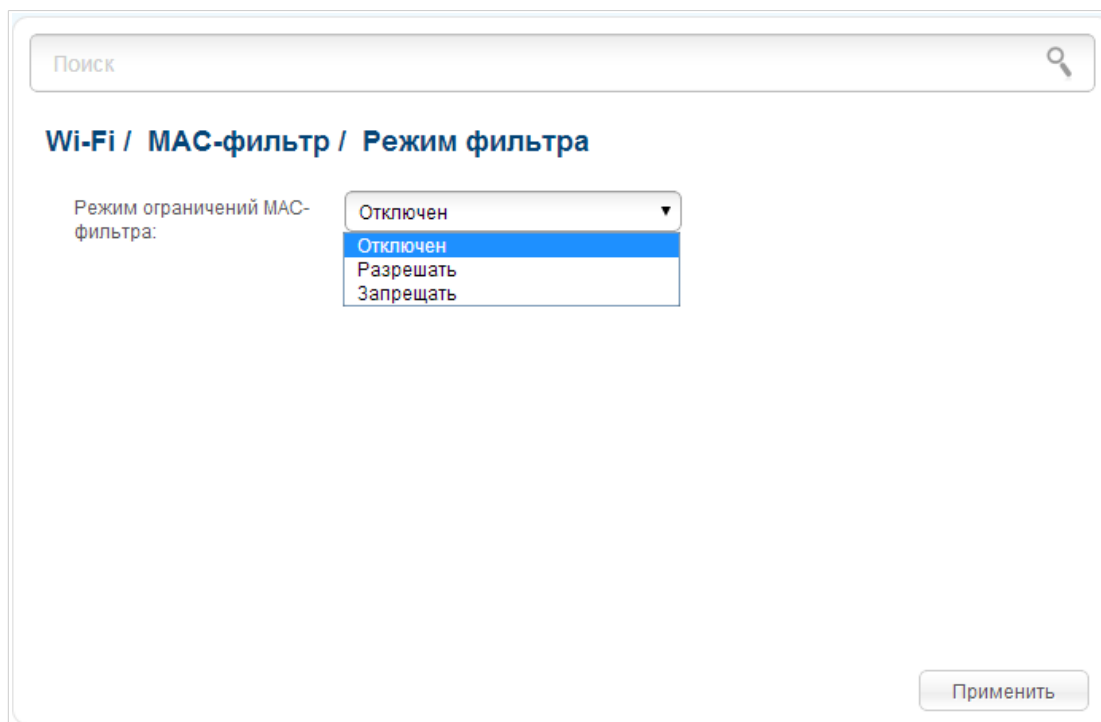 Поиск
Wi-Fi / MAC-фильтр / Режим фильтра
Режим ограничений MAC-
фильтра:
Отключен
Отключен
Разрешать
Запрещать
Применить